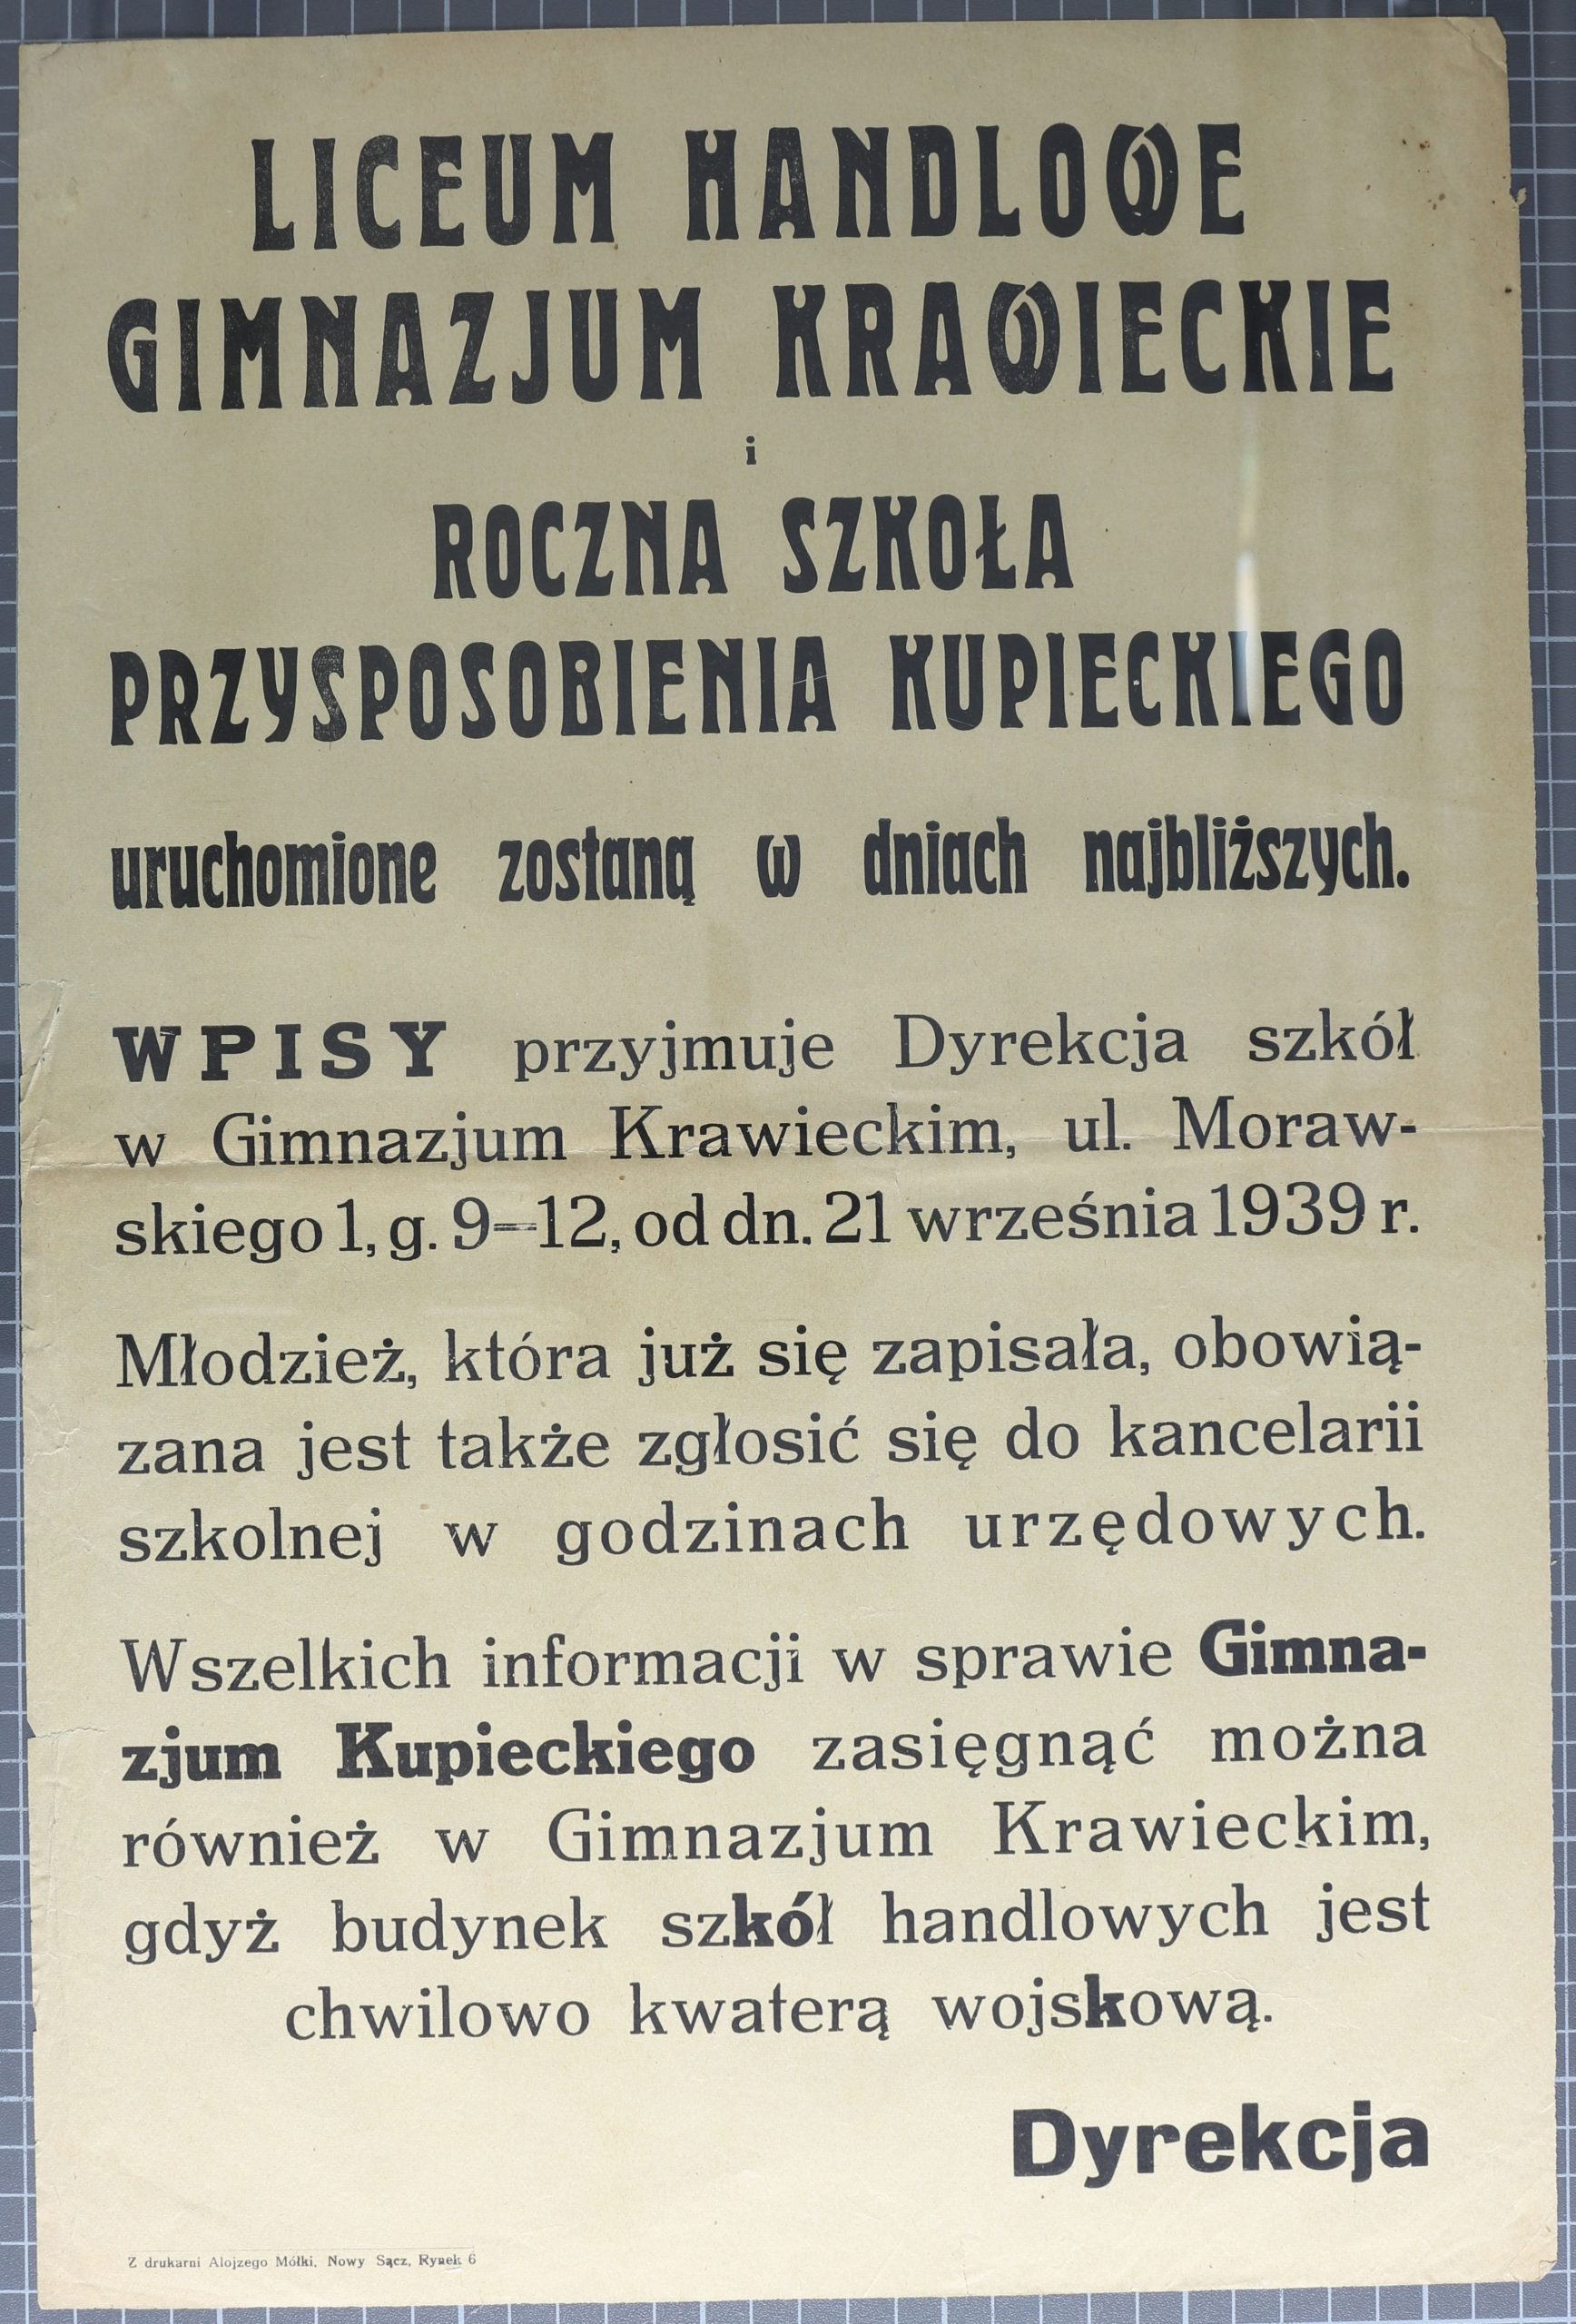 LICEUM HANDLOWE
GIMNAZJUM KRAWIECKIE
i
ROCZNA SZKOŁA
PRZYSPOSOBIENIA KUPIECKIEGO
uruchomione zostaną w dniach najbliższych.
WPISY przyjmuje Dyrekcja szkół
w Gimnazjum Krawieckim, ul. Moraw-
skiego 1, g. 9—12, od dn. 21 września 1939 r.
Młodzież, która już się zapisała, obowią-
zana jest także zgłosić się do kancelarii
szkolnej w godzinach urzędowych.
Wszelkich informacji w sprawie Gimna-
zjum Kupieckiego zasięgnąć można
również w Gimnazjum Krawieckim,
gdyż budynek szkół handlowych jest
chwilowo kwaterą wojskową.
Dyrekcja
Z drukarni Alojzego Mółki, Nowy Sącz, Rynek 6